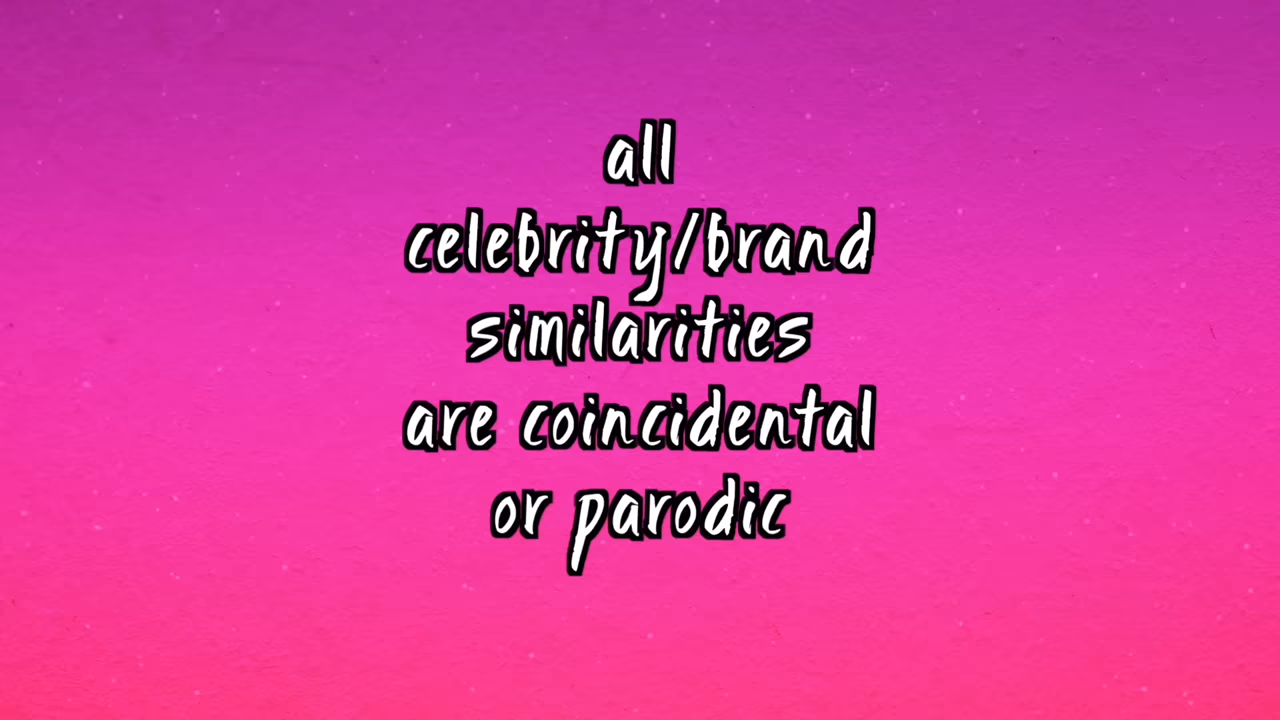 all
celebrity/brand
similarities
are coincidental
or parodic